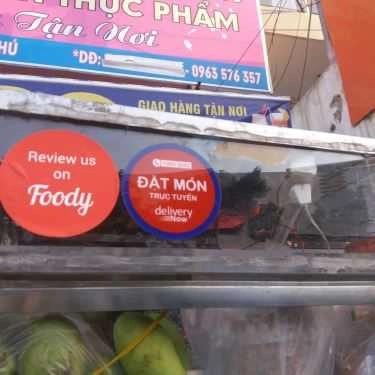 THỰC PHẨM
Tận Nơi
*DĐ:
- 0963 576 357
GIAO HÀNG TẬN NƠI
Review us
on
Foody
ĐẶT MÓN
TRỰC TUYẾN
delivery
Now